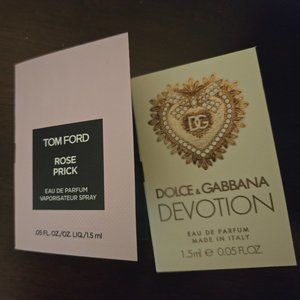 TOM FORD
ROSE
PRICK
EAU DE PARFUM
VAPORISATEUR SPRAY
.05 FL. OZ./OZ. LIQ./1.5 ml
DG
DOLCE & GABBANA
DEVOTION
EAU DE PARFUM
MADE IN ITALY
1.5ml e 0.05 FL.OZ.